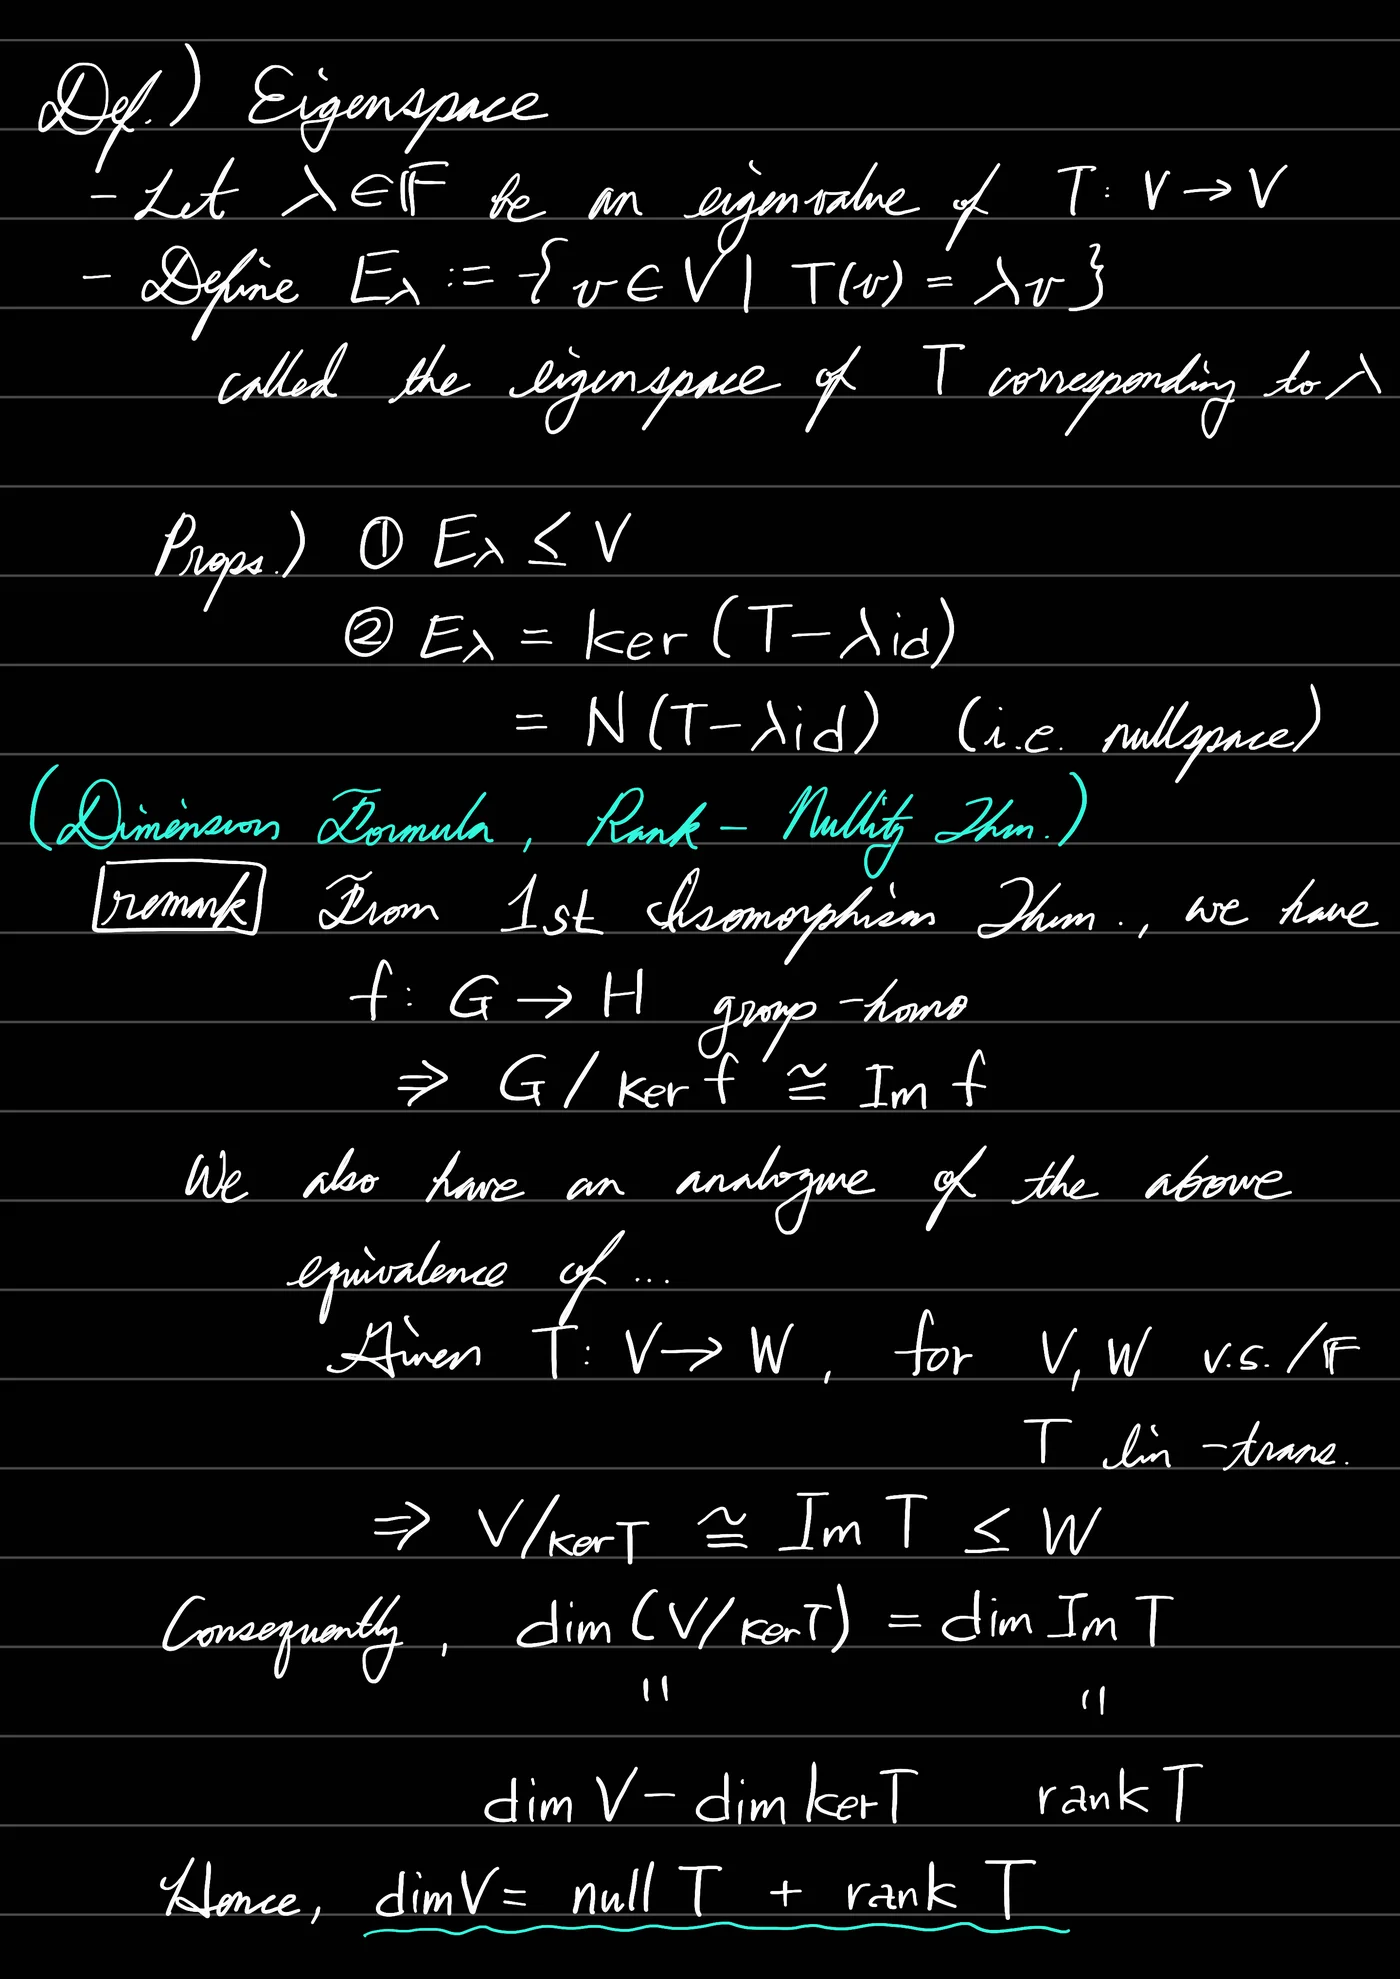 Def.) Eigenspace
- Let λ∈𝔽 be an eigenvalue of T: V→V
- Define E_λ := {v∈V | T(v) = λv}
called the eigenspace of T corresponding to λ
Props.) ① E_λ ≤ V
② E_λ = ker (T-λid)
= N(T-λid) (i.e. nullspace)
(Dimension Formula, Rank-Nullity Thm.)
remark From 1st Isomorphism Thm., we have
f: G → H group-homo
⇒ G/ker f ≅ Im f
We also have an analogue of the above
equivalence of ...
Given T: V→W, for V, W v.s./𝔽
T lin-trans.
⇒ V/ker T ≅ Im T ≤ W
Consequently, dim (V/ker T) = dim Im T
= =
dim V - dim ker T rank T
Hence, dim V = null T + rank T